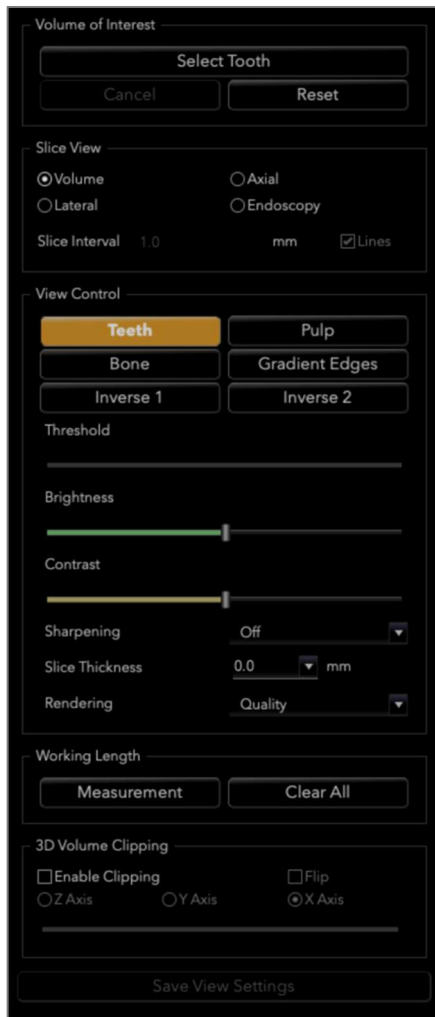 Volume of Interest
Select Tooth
Cancel Reset
Slice View
Volume Axial
Lateral Endoscopy
Slice Interval 1.0 mm Lines
View Control
Teeth Pulp
Bone Gradient Edges
Inverse 1 Inverse 2
Threshold
Brightness
Contrast
Sharpening Off
Slice Thickness 0.0 mm
Rendering Quality
Working Length
Measurement Clear All
3D Volume Clipping
Enable Clipping Flip
Z Axis Y Axis X Axis
Save View Settings